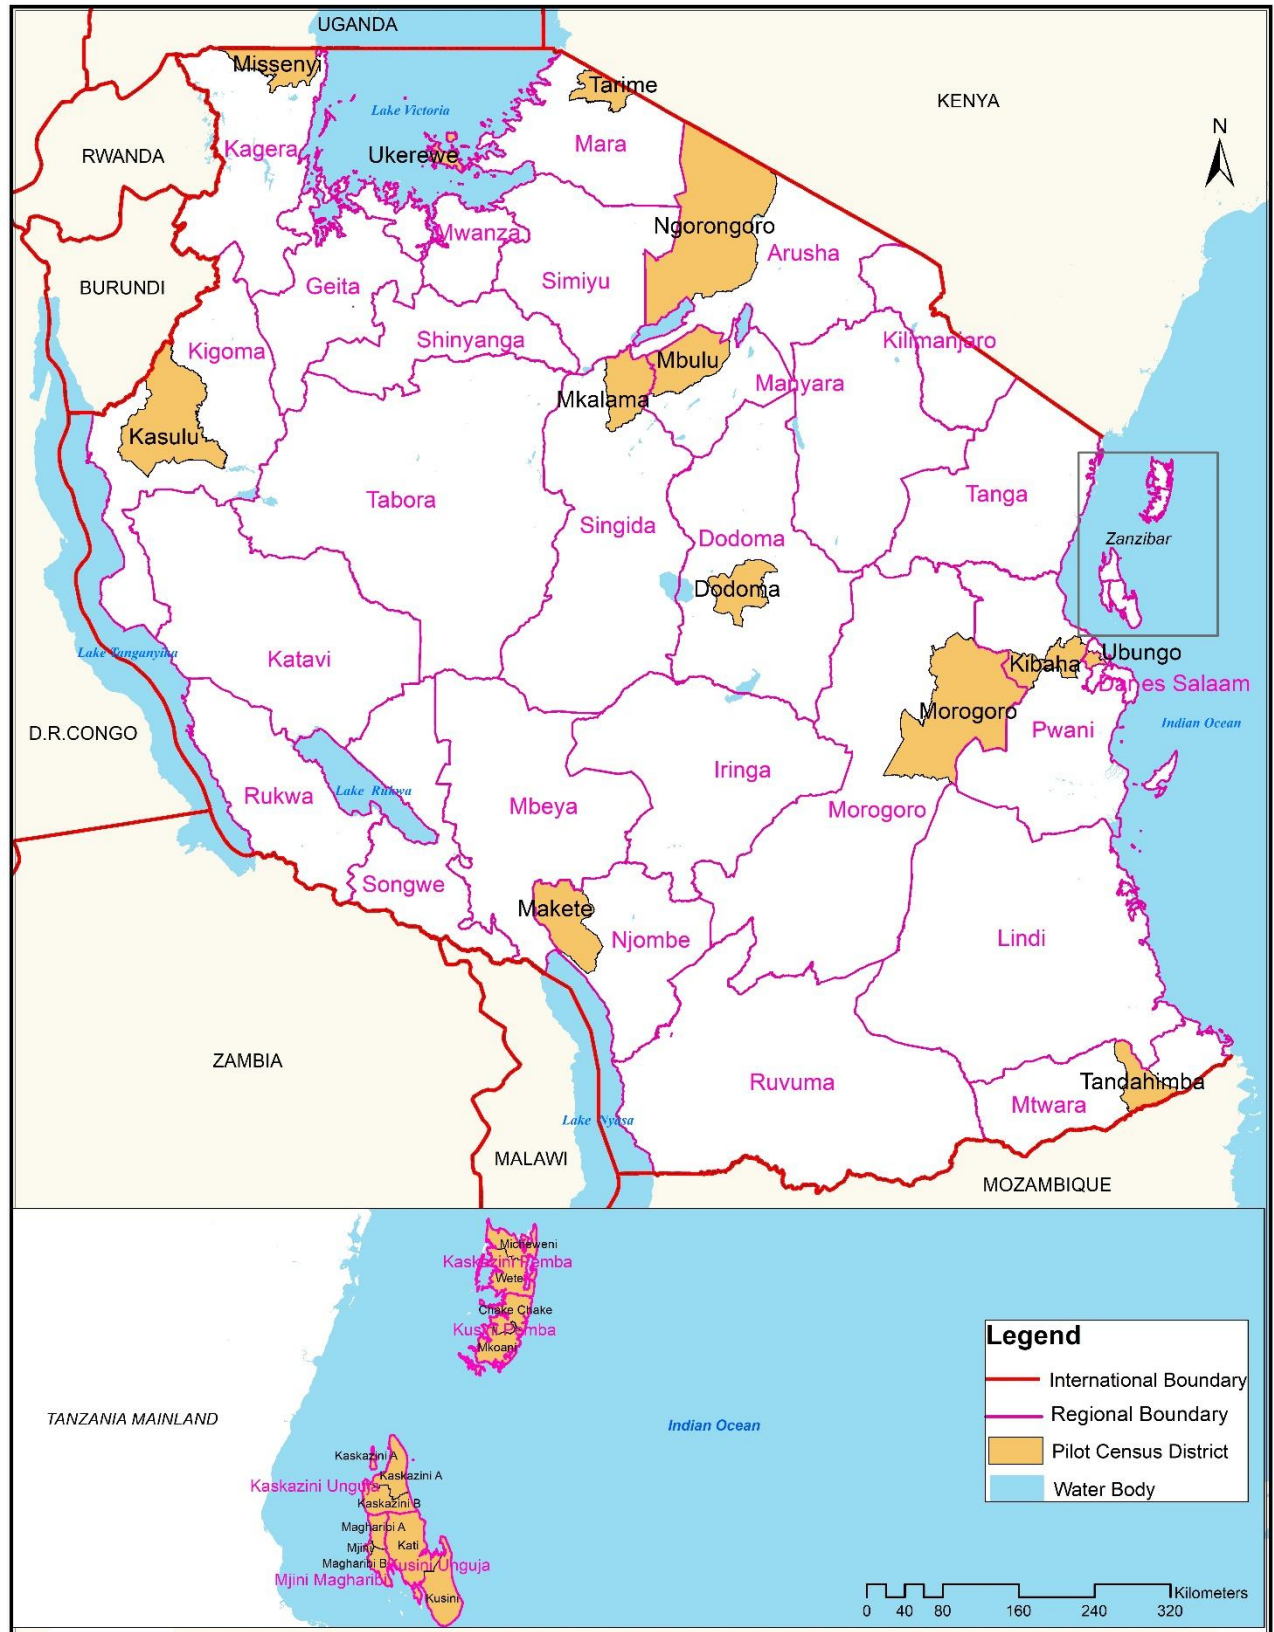 UGANDA
Missenyi
Tarime
KENYA
Lake Victoria
N
RWANDA
Kagera
Ukerewe
Mara
Ngorongoro
Mwanza
Arusha
BURUNDI
Geita
Simiyu
Kigoma
Shinyanga
Kilimanjaro
Mbulu
Manyara
Mkalama
Kasulu
Tabora
Singida
Tanga
Dodoma
Zanzibar
Dodoma
Lake Tanganyika
Katavi
Kibaha
Ubungo
Dar es Salaam
Morogoro
Pwani
Indian Ocean
D.R.CONGO
Iringa
Rukwa
Lake Rukwa
Mbeya
Morogoro
Songwe
Makete
Njombe
Lindi
ZAMBIA
Ruvuma
Tandahimba
Mtwara
Lake Nyasa
MALAWI
MOZAMBIQUE
Micheweni
Kaskazini Pemba
Wete
Chake Chake
Kusini Pemba
Mkoani
TANZANIA MAINLAND
Indian Ocean
Kaskazini A
Kaskazini A
Kaskazini Unguja
Kaskazini B
Magharibi A
Kati
Mjini
Magharibi B
Kusini Unguja
Mjini Magharibi
Kusini
Legend
International Boundary
Regional Boundary
Pilot Census District
Water Body
Kilometers
0 40 80 160 240 320